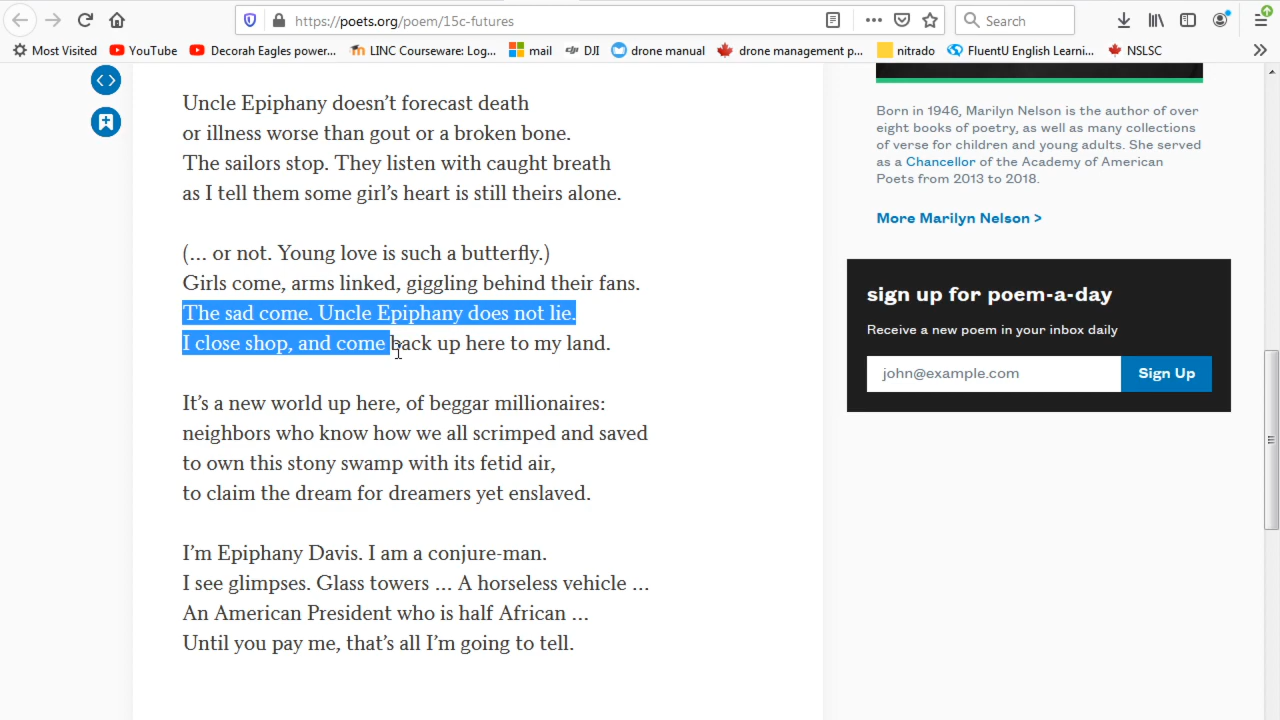 https://poets.org/poem/15c-futures
Search
Most Visited
YouTube
Decorah Eagles power...
LINC Courseware: Log...
mail
DJI
drone manual
drone management p...
nitrado
FluentU English Learni...
NSLSC
Uncle Epiphany doesn’t forecast death
or illness worse than gout or a broken bone.
The sailors stop. They listen with caught breath
as I tell them some girl’s heart is still theirs alone.
(… or not. Young love is such a butterfly.)
Girls come, arms linked, giggling behind their fans.
The sad come. Uncle Epiphany does not lie.
I close shop, and come back up here to my land.
It’s a new world up here, of beggar millionaires:
neighbors who know how we all scrimped and saved
to own this stony swamp with its fetid air,
to claim the dream for dreamers yet enslaved.
I’m Epiphany Davis. I am a conjure-man.
I see glimpses. Glass towers … A horseless vehicle …
An American President who is half African …
Until you pay me, that’s all I’m going to tell.
Born in 1946, Marilyn Nelson is the author of over
eight books of poetry, as well as many collections
of verse for children and young adults. She served
as a Chancellor of the Academy of American
Poets from 2013 to 2018.
More Marilyn Nelson >
sign up for poem-a-day
Receive a new poem in your inbox daily
john@example.com
Sign Up